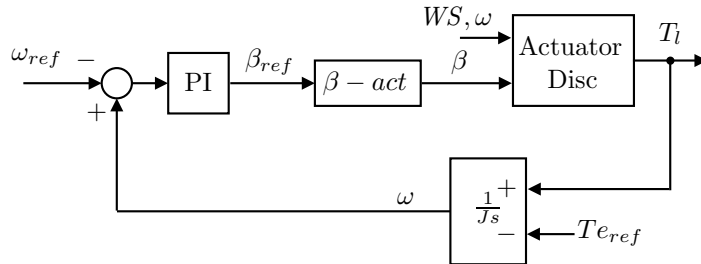 WS, ω
ω_ref
−
+
PI
β_ref
β − act
β
Actuator
Disc
T_l
ω
1/Js
+
−
Te_ref